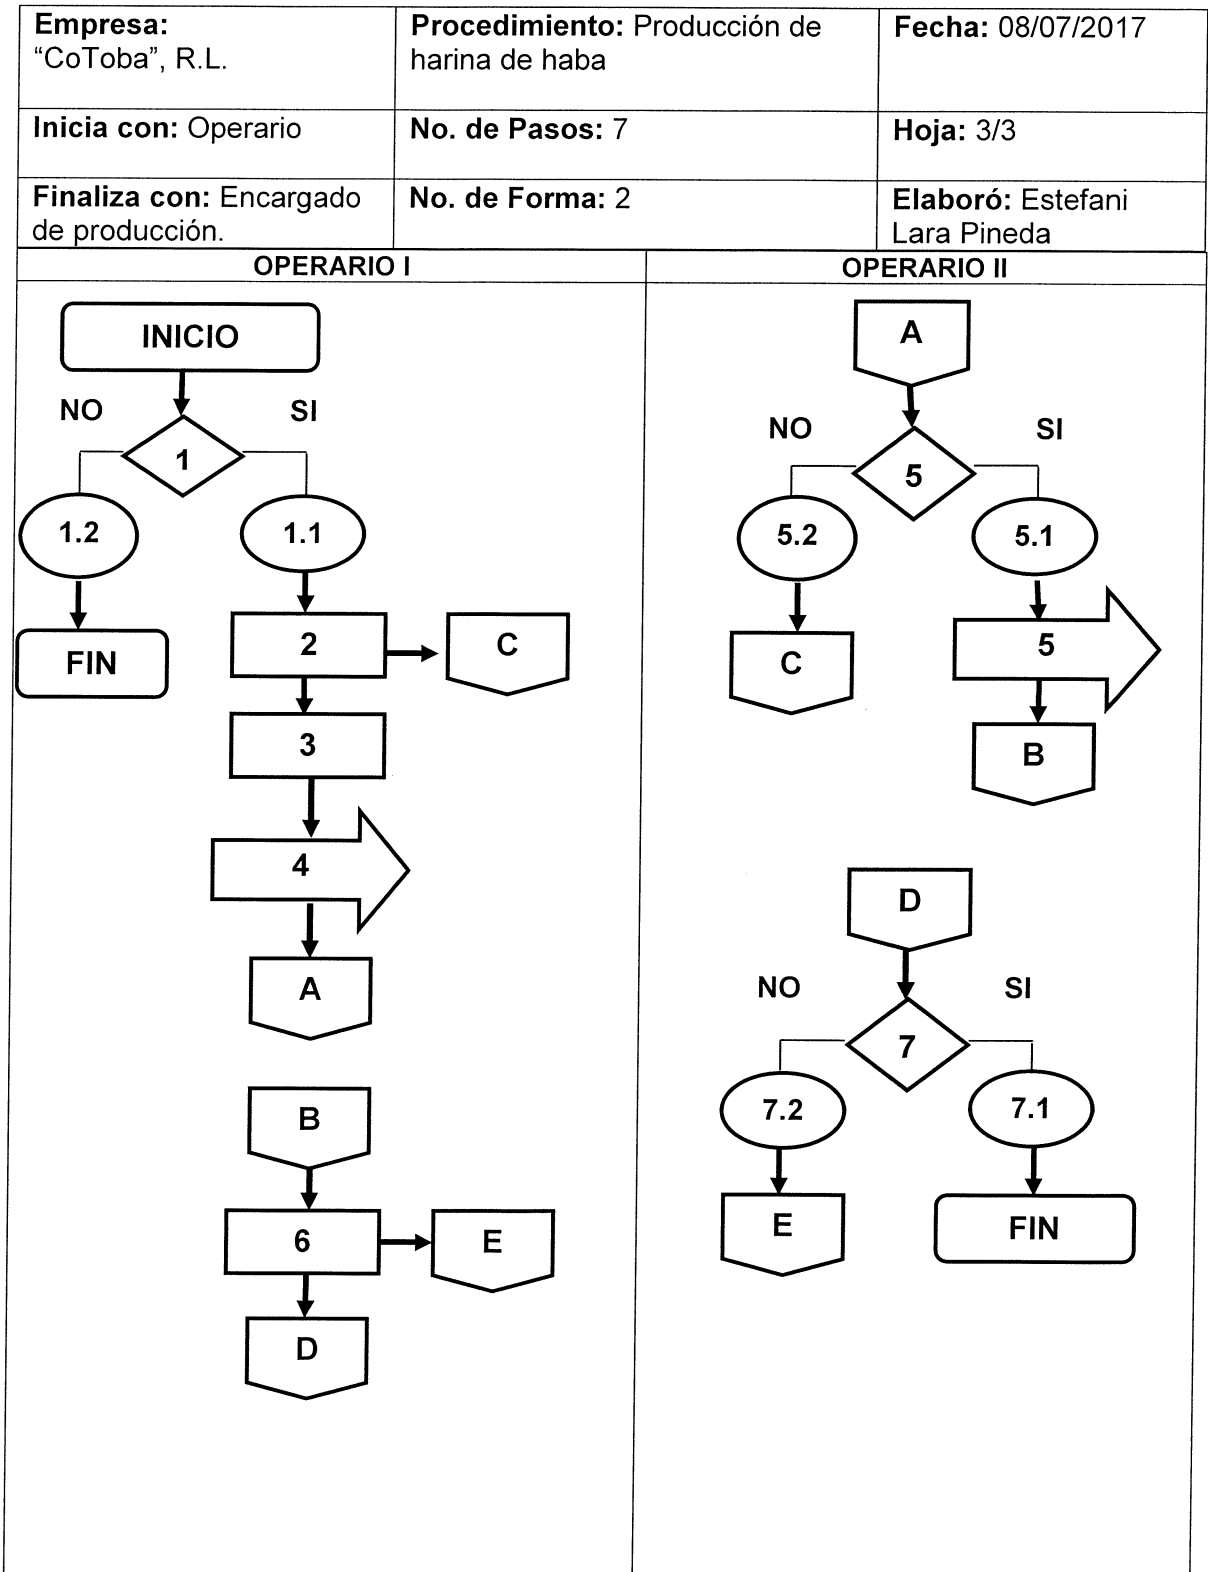 Empresa:
“CoToba”, R.L.
Procedimiento: Producción de
harina de haba
Fecha: 08/07/2017
Inicia con: Operario
No. de Pasos: 7
Hoja: 3/3
Finaliza con: Encargado
de producción.
No. de Forma: 2
Elaboró: Estefani
Lara Pineda
OPERARIO I
OPERARIO II
INICIO
NO
SI
1
1.2
1.1
FIN
2
C
3
4
A
B
6
E
D
A
NO
SI
5
5.2
5.1
C
5
B
D
NO
SI
7
7.2
7.1
E
FIN